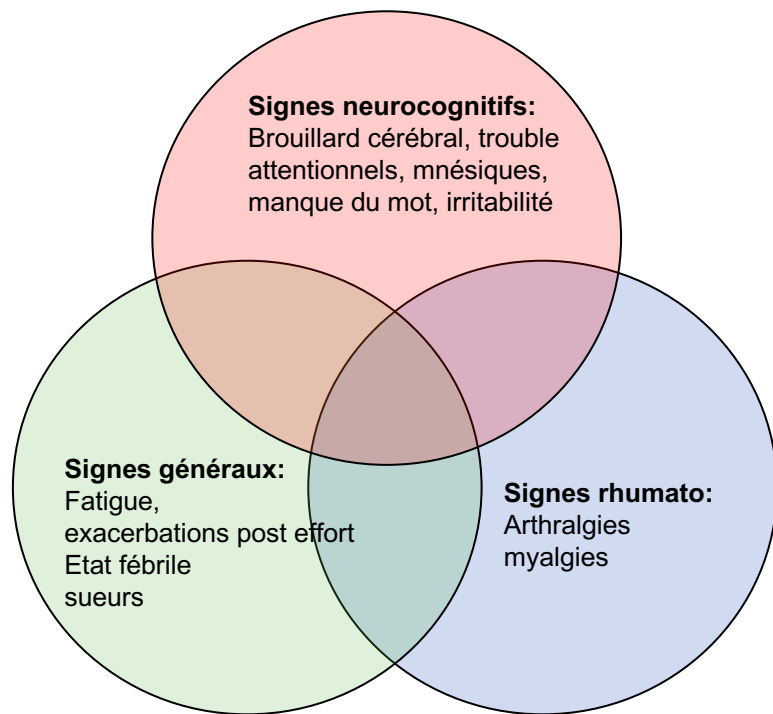 Signes neurocognitifs:
Brouillard cérébral, trouble
attentionnels, mnésiques,
manque du mot, irritabilité
Signes généraux:
Fatigue,
exacerbations post effort
Etat fébrile
sueurs
Signes rhumato:
Arthralgies
myalgies